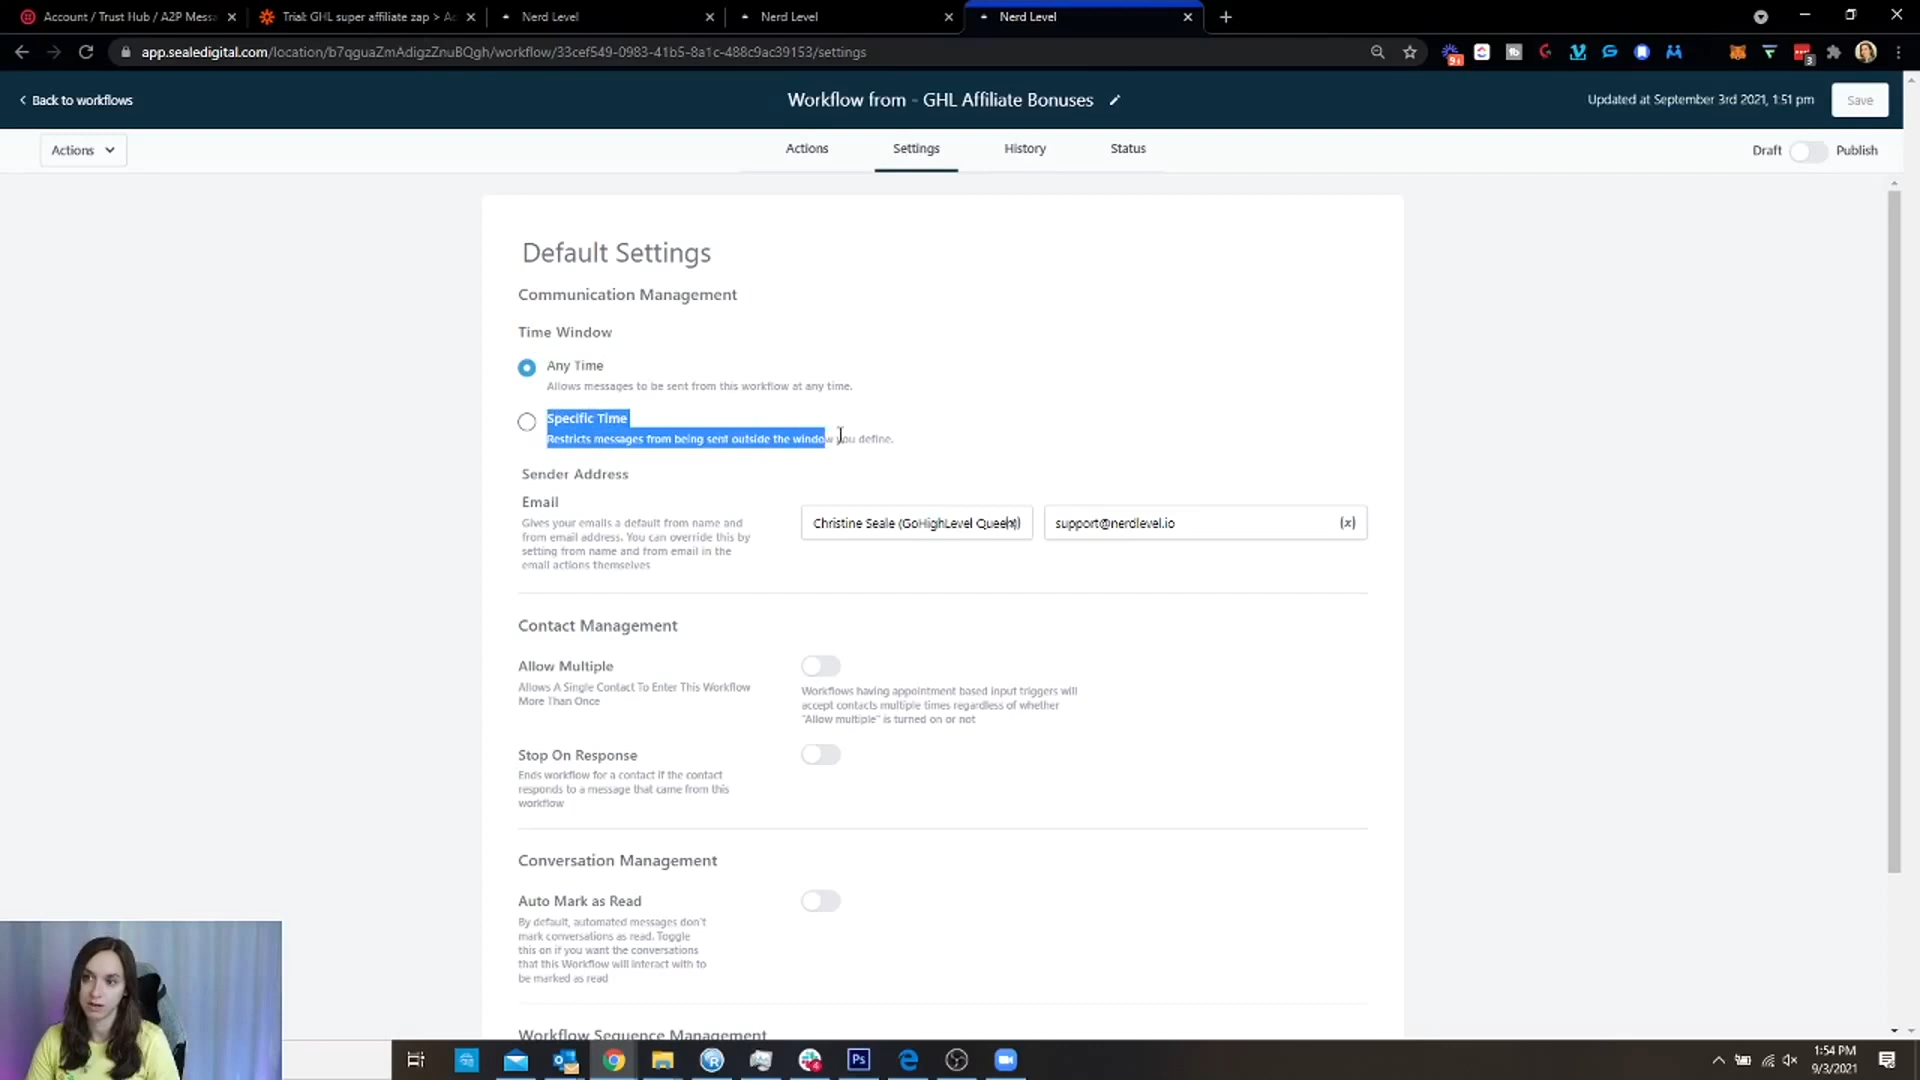 Account / Trust Hub / A2P Messa
Trial: GHL super affiliate zap > Ac
Nerd Level
Nerd Level
Nerd Level
app.sealedigital.com/location/b7qguaZmAdigzZnuBQgh/workflow/33cef549-0983-41b5-8a1c-488c9ac39153/settings
9+
3
Back to workflows
Workflow from - GHL Affiliate Bonuses
Updated at September 3rd 2021, 1:51 pm
Save
Actions
Actions
Settings
History
Status
Draft
Publish
Default Settings
Communication Management
Time Window
Any Time
Allows messages to be sent from this workflow at any time.
Specific Time
Restricts messages from being sent outside the window you define.
Sender Address
Email
Gives your emails a default from name and
from email address. You can override this by
setting from name and from email in the
email actions themselves
Christine Seale (GoHighLevel Queen)
support@nerdlevel.io
(x)
Contact Management
Allow Multiple
Allows A Single Contact To Enter This Workflow
More Than Once
Workflows having appointment based input triggers will
accept contacts multiple times regardless of whether
"Allow multiple" is turned on or not
Stop On Response
Ends workflow for a contact if the contact
responds to a message that came from this
workflow
Conversation Management
Auto Mark as Read
By default, automated messages don't
mark conversations as read. Toggle
this on if you want the conversations
that this Workflow will interact with to
be marked as read
Workflow Sequence Management
Ps
1:54 PM
9/3/2021